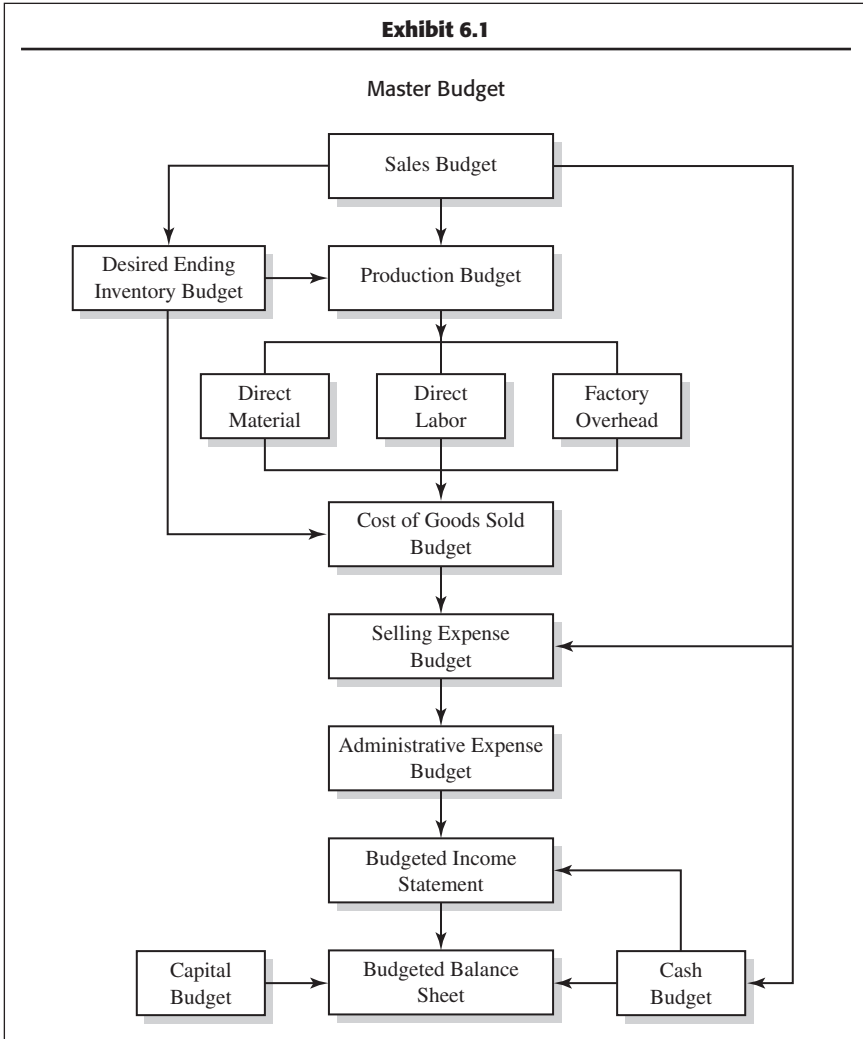 Exhibit 6.1
Master Budget
Sales Budget
Desired Ending
Inventory Budget
Production Budget
Direct
Material
Direct
Labor
Factory
Overhead
Cost of Goods Sold
Budget
Selling Expense
Budget
Administrative Expense
Budget
Budgeted Income
Statement
Capital
Budget
Budgeted Balance
Sheet
Cash
Budget